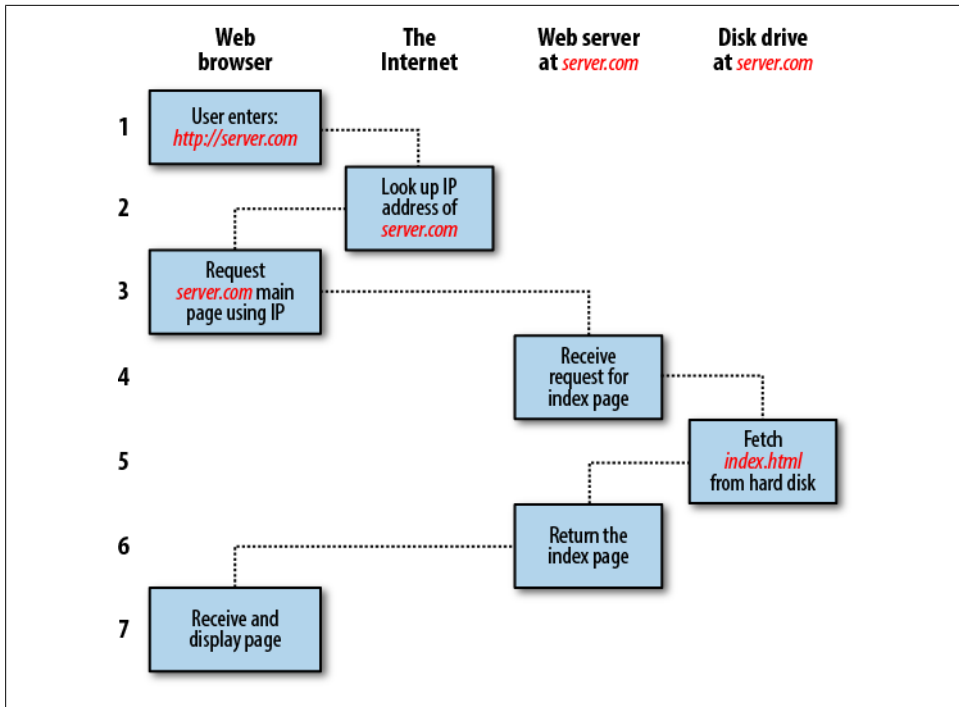 Web
browser
The
Internet
Web server
at server.com
Disk drive
at server.com
1
User enters:
http://server.com
2
Look up IP
address of
server.com
3
Request
server.com main
page using IP
4
Receive
request for
index page
5
Fetch
index.html
from hard disk
6
Return the
index page
7
Receive and
display page